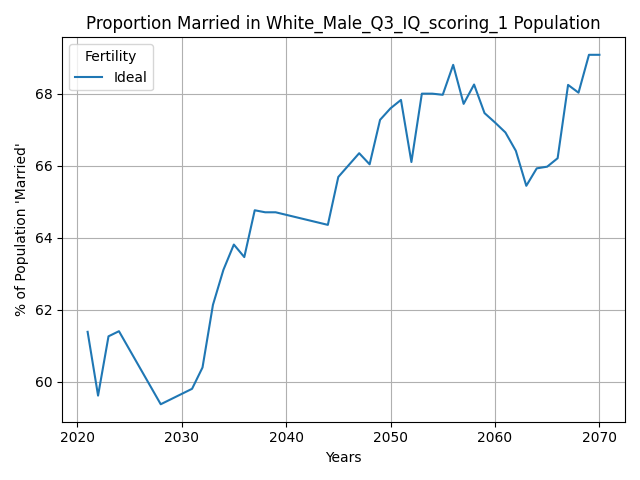 Proportion Married in White_Male_Q3_IQ_scoring_1 Population
Fertility
Ideal
% of Population 'Married'
68
66
64
62
60
2020 2030 2040 2050 2060 2070
Years